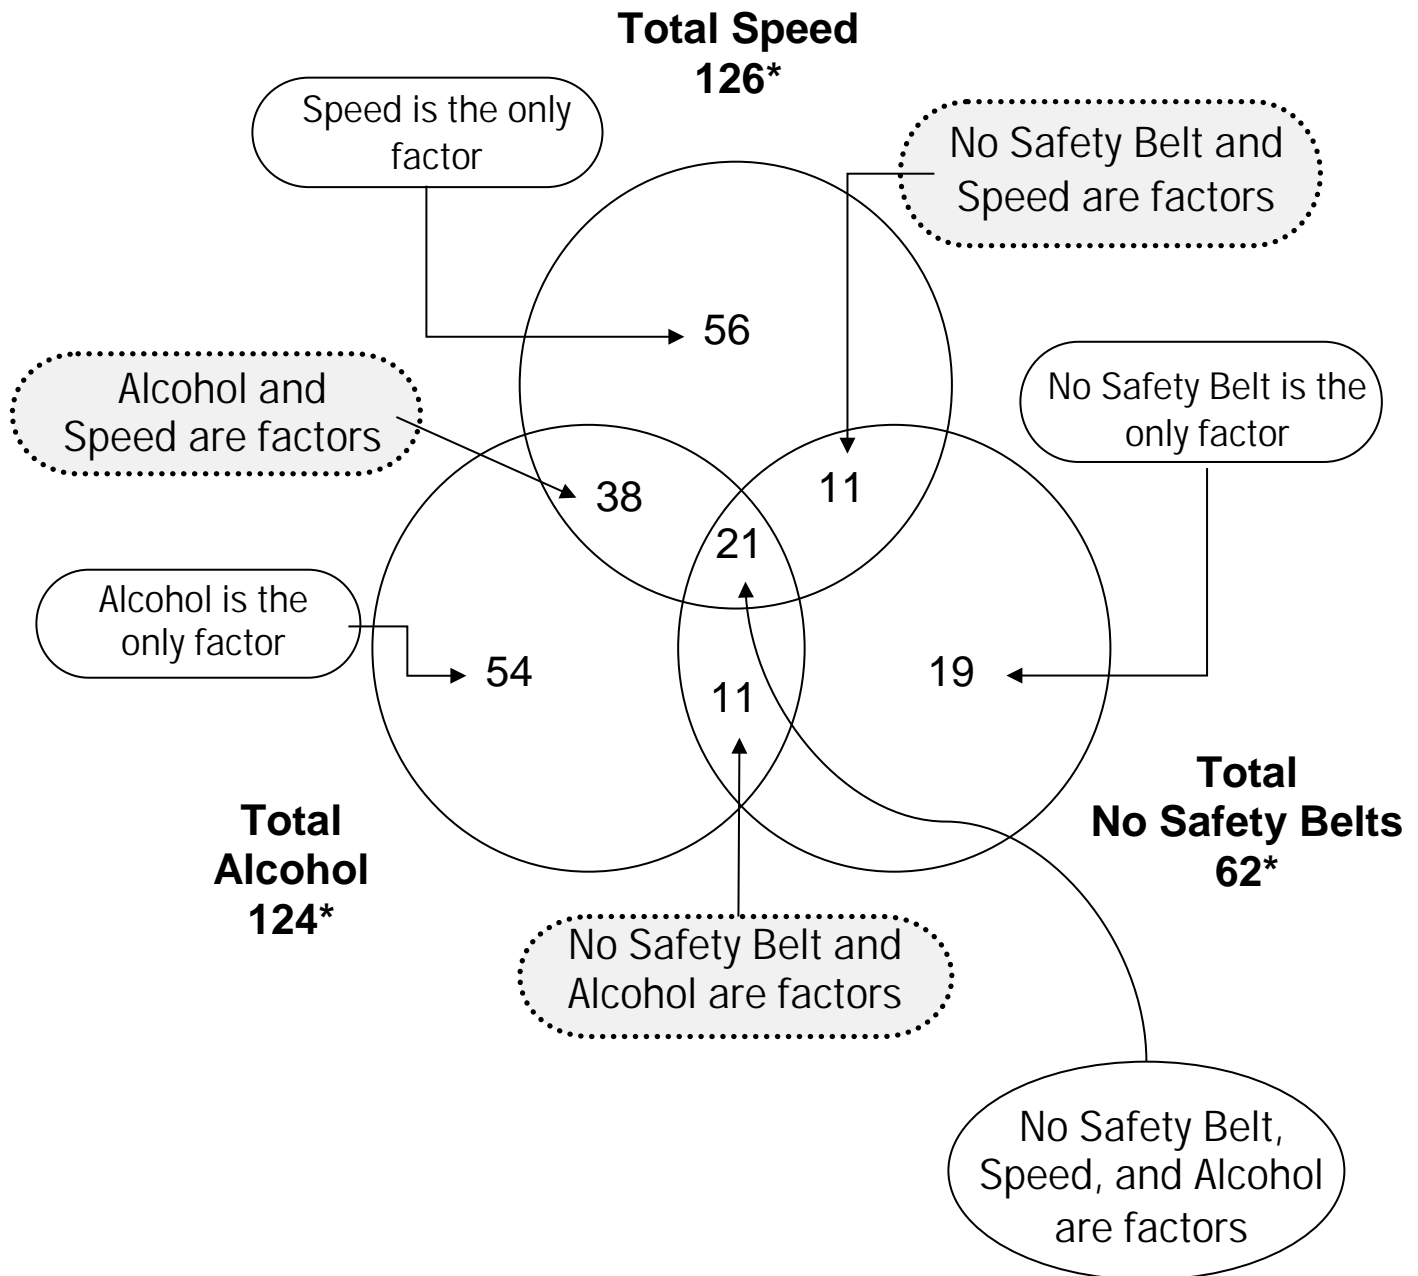 Total Speed
126*
Speed is the only
factor
No Safety Belt and
Speed are factors
56
Alcohol and
Speed are factors
No Safety Belt is the
only factor
38
11
21
Alcohol is the
only factor
54
11
19
Total
Alcohol
124*
Total
No Safety Belts
62*
No Safety Belt and
Alcohol are factors
No Safety Belt,
Speed, and Alcohol
are factors